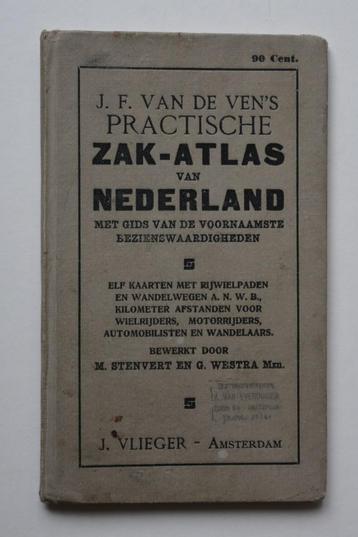 90 Cent.
J. F. VAN DE VEN'S
PRACTISCHE
ZAK-ATLAS
VAN
NEDERLAND
MET GIDS VAN DE VOORNAAMSTE
BEZIENSWAARDIGHEDEN
ELF KAARTEN MET RIJWIELPADEN
EN WANDELWEGEN A. N. W. B.,
KILOMETER AFSTANDEN VOOR
WIELRIJDERS, MOTORRIJDERS,
AUTOMOBILISTEN EN WANDELAARS.
BEWERKT DOOR
M. STENVERT EN G. WESTRA Mzn.
J. VLIEGER - AMSTERDAM